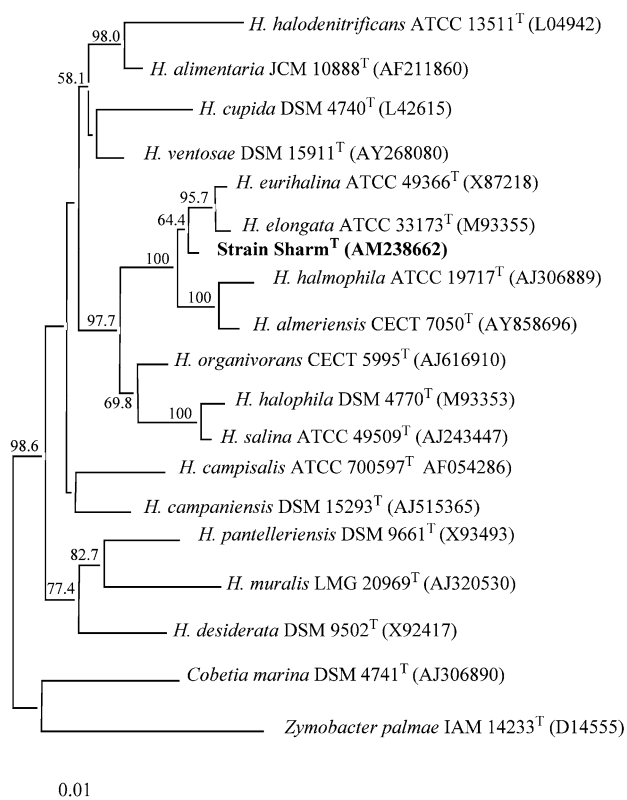 H. halodenitrificans ATCC 13511T (L04942)
98.0
H. alimentaria JCM 10888T (AF211860)
58.1
H. cupida DSM 4740T (L42615)
H. ventosae DSM 15911T (AY268080)
H. eurihalina ATCC 49366T (X87218)
95.7
64.4
H. elongata ATCC 33173T (M93355)
Strain SharmT (AM238662)
100
H. halmophila ATCC 19717T (AJ306889)
100
H. almeriensis CECT 7050T (AY858696)
97.7
H. organivorans CECT 5995T (AJ616910)
69.8
H. halophila DSM 4770T (M93353)
100
H. salina ATCC 49509T (AJ243447)
98.6
H. campisalis ATCC 700597T AF054286)
H. campaniensis DSM 15293T (AJ515365)
H. pantelleriensis DSM 9661T (X93493)
82.7
77.4
H. muralis LMG 20969T (AJ320530)
H. desiderata DSM 9502T (X92417)
Cobetia marina DSM 4741T (AJ306890)
Zymobacter palmae IAM 14233T (D14555)
0.01